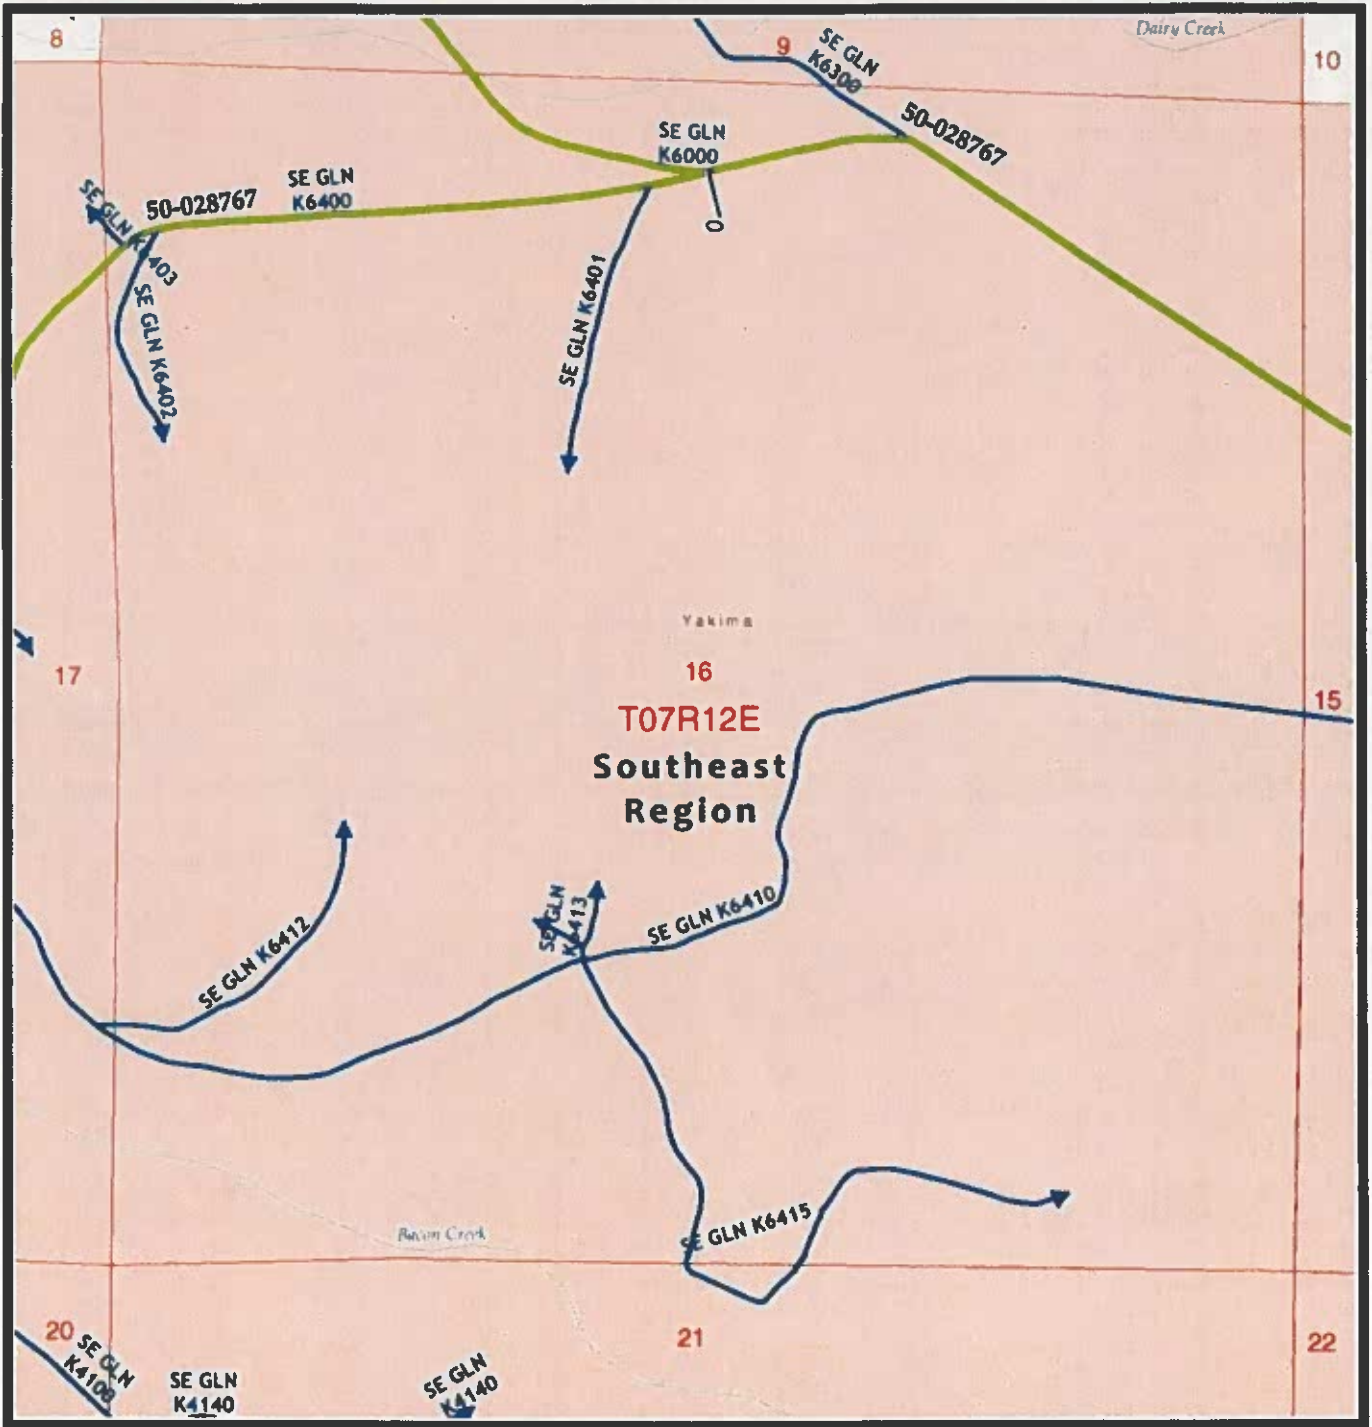 Dairy Creek
8
9
SE GLN
K6300
10
50-028767
SE GLN
K6000
SE GLN
K6400
50-028767
SE GLN K6403
0
SE GLN K6401
SE GLN K6402
Yakima
17
16
15
T07R12E
Southeast
Region
SE GLN
K6413
SE GLN K6410
SE GLN K6412
SE GLN K6415
Bacon Creek
20
21
22
SE GLN
K4108
SE GLN
K4140
SE GLN
K4140